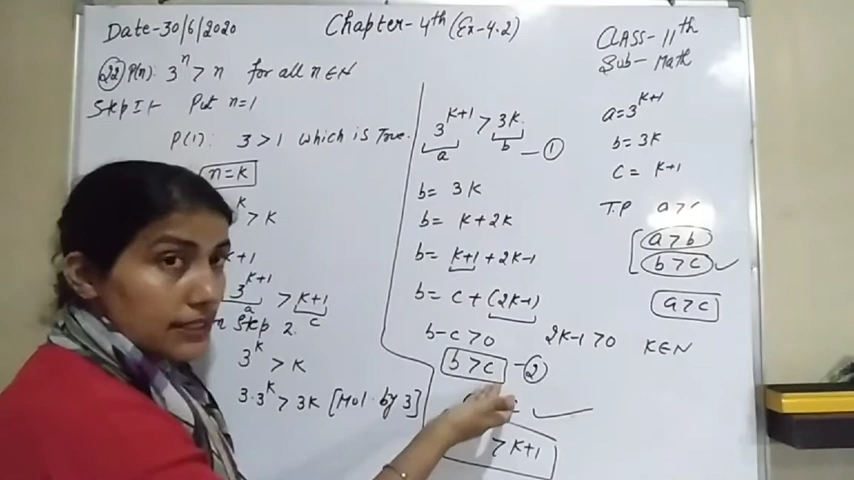 Date-30/6/2020
Chapter-4th (Ex-4.2)
CLASS-11th
Sub-Math
(22) P(n): 3^n > n for all n∈N
Step I:- Put n=1
P(1): 3 > 1 which is True.
n=K
K > K
K+1
3^(K+1) > K+1
a c
Step 2.
3^K > K
3·3^K > 3K [Mul. by 3]
3^(K+1) > 3K
a b — ①
b = 3K
b = K+2K
b = K+1 + 2K-1
b = C + (2K-1)
b-c > 0 2K-1 > 0 K∈N
b > c — ②
> K+1
a = 3^(K+1)
b = 3K
c = K+1
T.P a >
a > b
b > c ✓
a > c